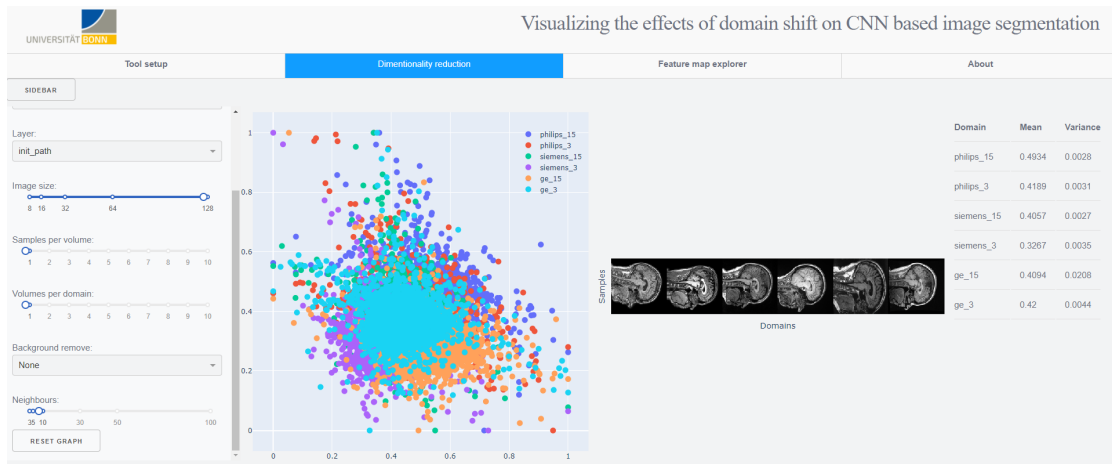 UNIVERSITÄT BONN
Visualizing the effects of domain shift on CNN based image segmentation
Tool setup
Dimentionality reduction
Feature map explorer
About
SIDEBAR
Layer:
init_path
Image size:
8 16 32 64 128
Samples per volume:
1 2 3 4 5 6 7 8 9 10
Volumes per domain:
1 2 3 4 5 6 7 8 9 10
Background remove:
None
Neighbours:
35 10 30 50 100
RESET GRAPH
1
0.8
0.6
0.4
0.2
0
0 0.2 0.4 0.6 0.8 1
philips_15
philips_3
siemens_15
siemens_3
ge_15
ge_3
Samples
Domains
Domain Mean Variance
philips_15 0.4934 0.0028
philips_3 0.4189 0.0031
siemens_15 0.4057 0.0027
siemens_3 0.3267 0.0035
ge_15 0.4094 0.0208
ge_3 0.42 0.0044